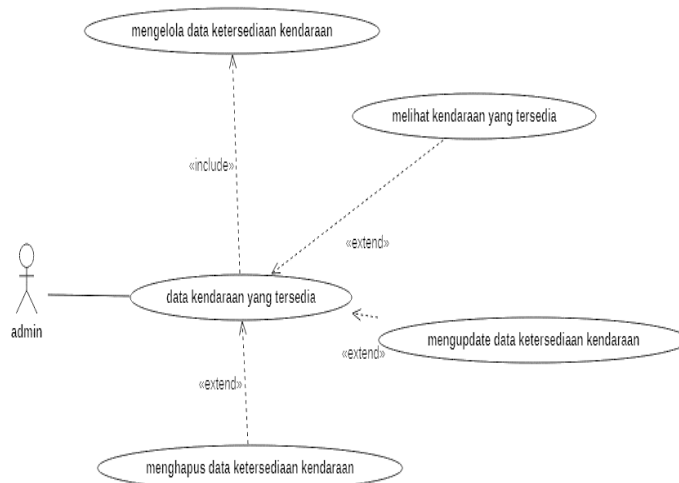 mengelola data ketersediaan kendaraan
melihat kendaraan yang tersedia
«include»
«extend»
data kendaraan yang tersedia
admin
mengupdate data ketersediaan kendaraan
«extend»
«extend»
menghapus data ketersediaan kendaraan